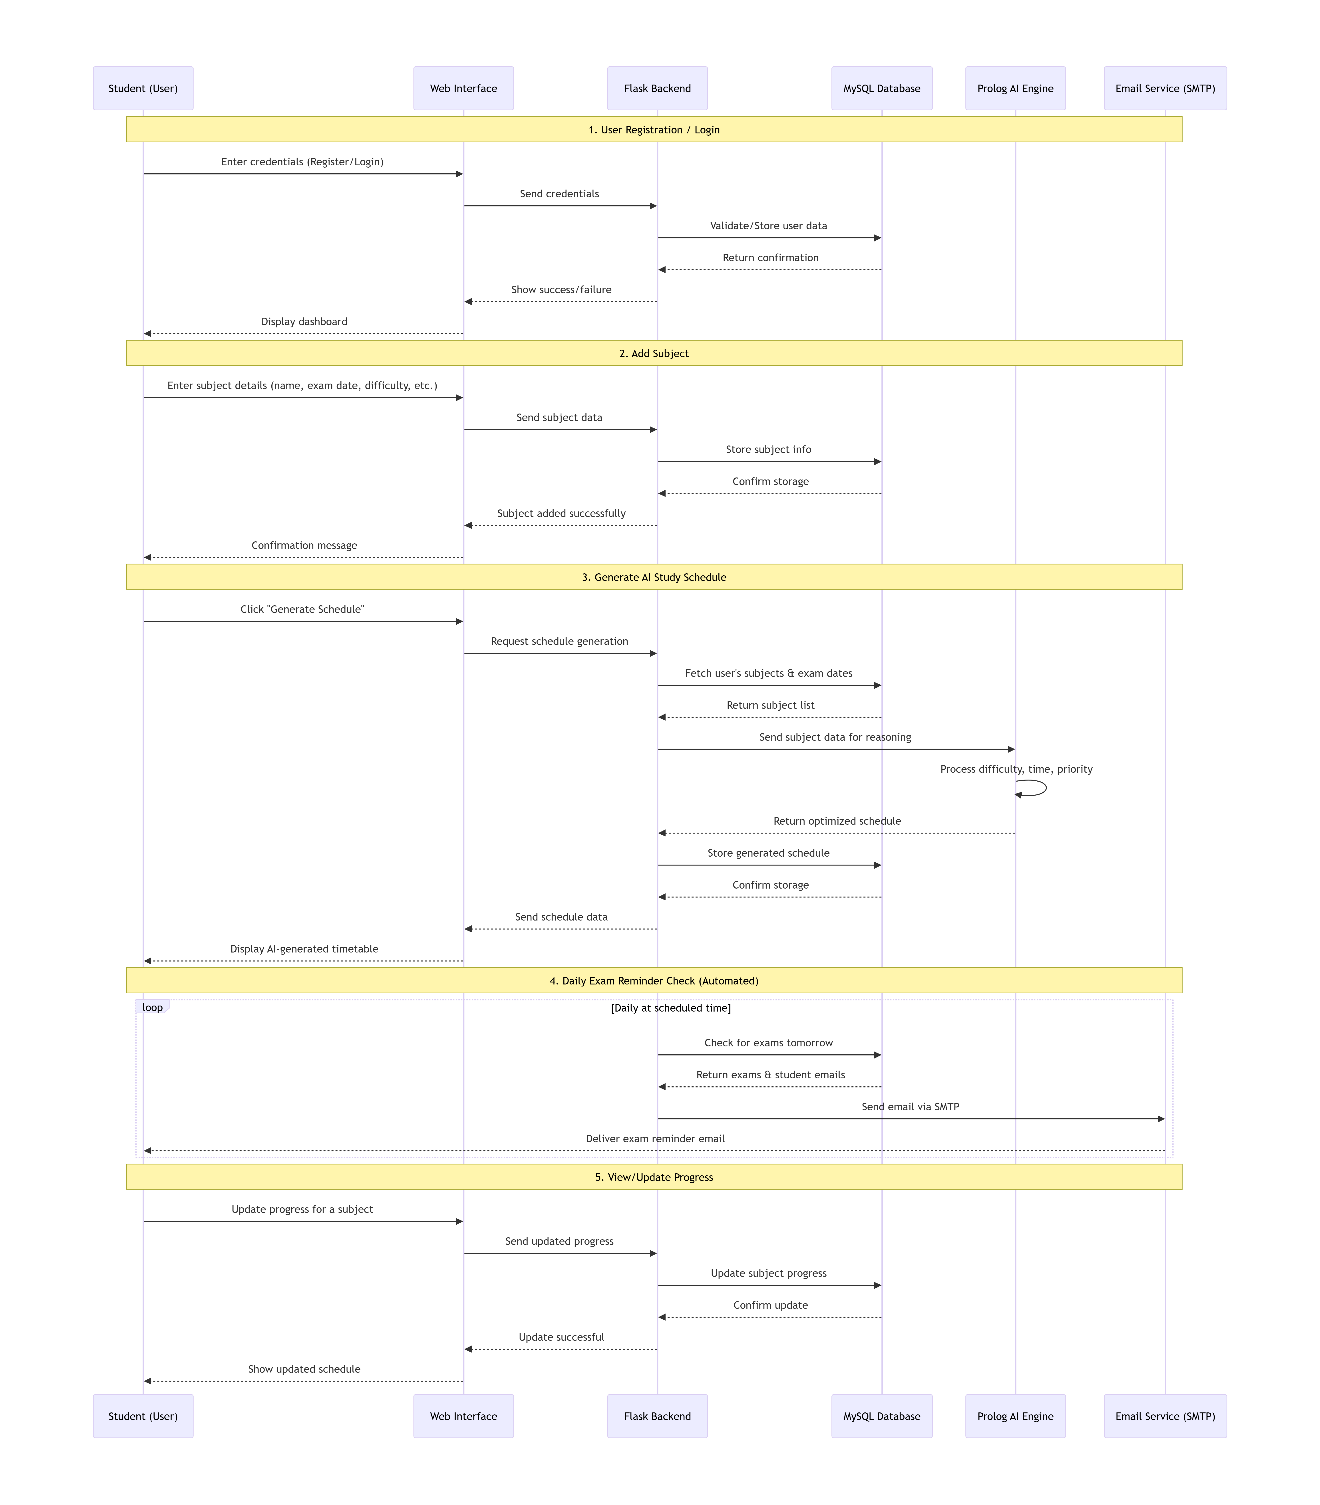 Student (User)
Web Interface
Flask Backend
MySQL Database
Prolog AI Engine
Email Service (SMTP)
1. User Registration / Login
Enter credentials (Register/Login)
Send credentials
Validate/Store user data
Return confirmation
Show success/failure
Display dashboard
2. Add Subject
Enter subject details (name, exam date, difficulty, etc.)
Send subject data
Store subject info
Confirm storage
Subject added successfully
Confirmation message
3. Generate AI Study Schedule
Click "Generate Schedule"
Request schedule generation
Fetch user's subjects & exam dates
Return subject list
Send subject data for reasoning
Process difficulty, time, priority
Return optimized schedule
Store generated schedule
Confirm storage
Send schedule data
Display AI-generated timetable
4. Daily Exam Reminder Check (Automated)
loop
[Daily at scheduled time]
Check for exams tomorrow
Return exams & student emails
Send email via SMTP
Deliver exam reminder email
5. View/Update Progress
Update progress for a subject
Send updated progress
Update subject progress
Confirm update
Update successful
Show updated schedule
Student (User)
Web Interface
Flask Backend
MySQL Database
Prolog AI Engine
Email Service (SMTP)